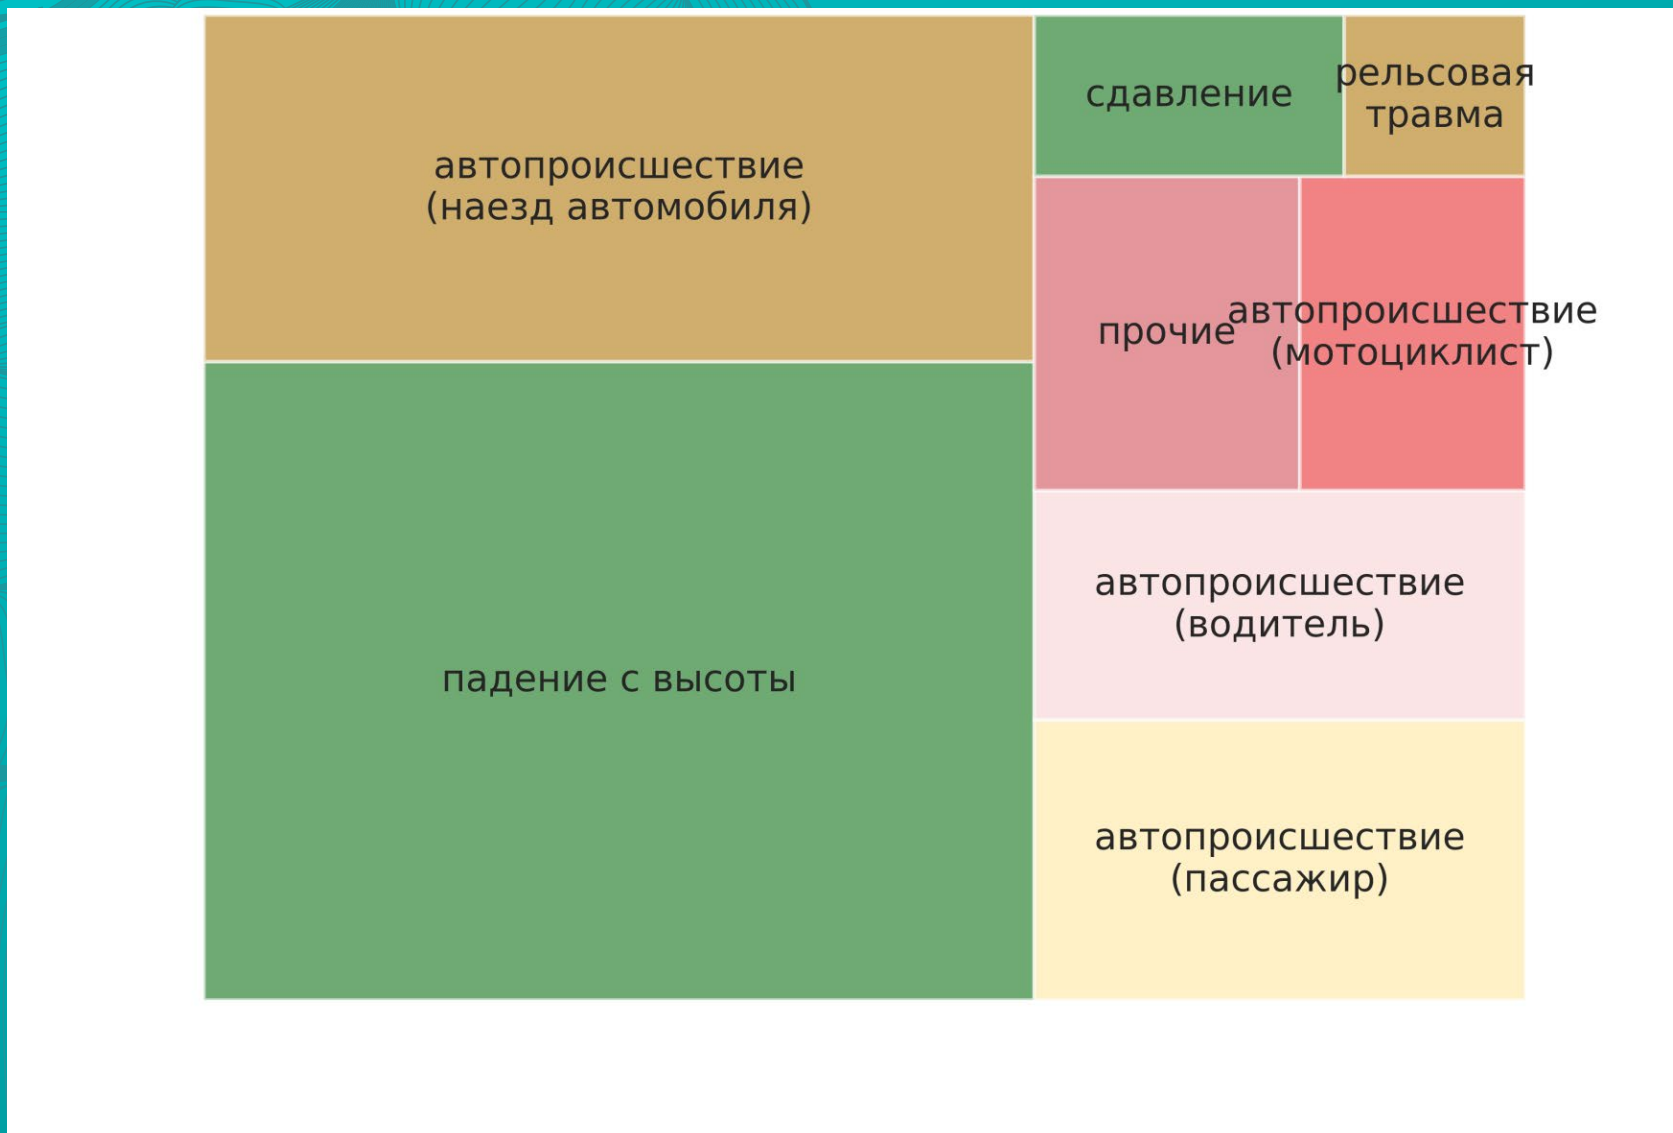 автопроисшествие
(наезд автомобиля)
падение с высоты
сдавление
рельсовая
травма
прочие
автопроисшествие
(мотоциклист)
автопроисшествие
(водитель)
автопроисшествие
(пассажир)